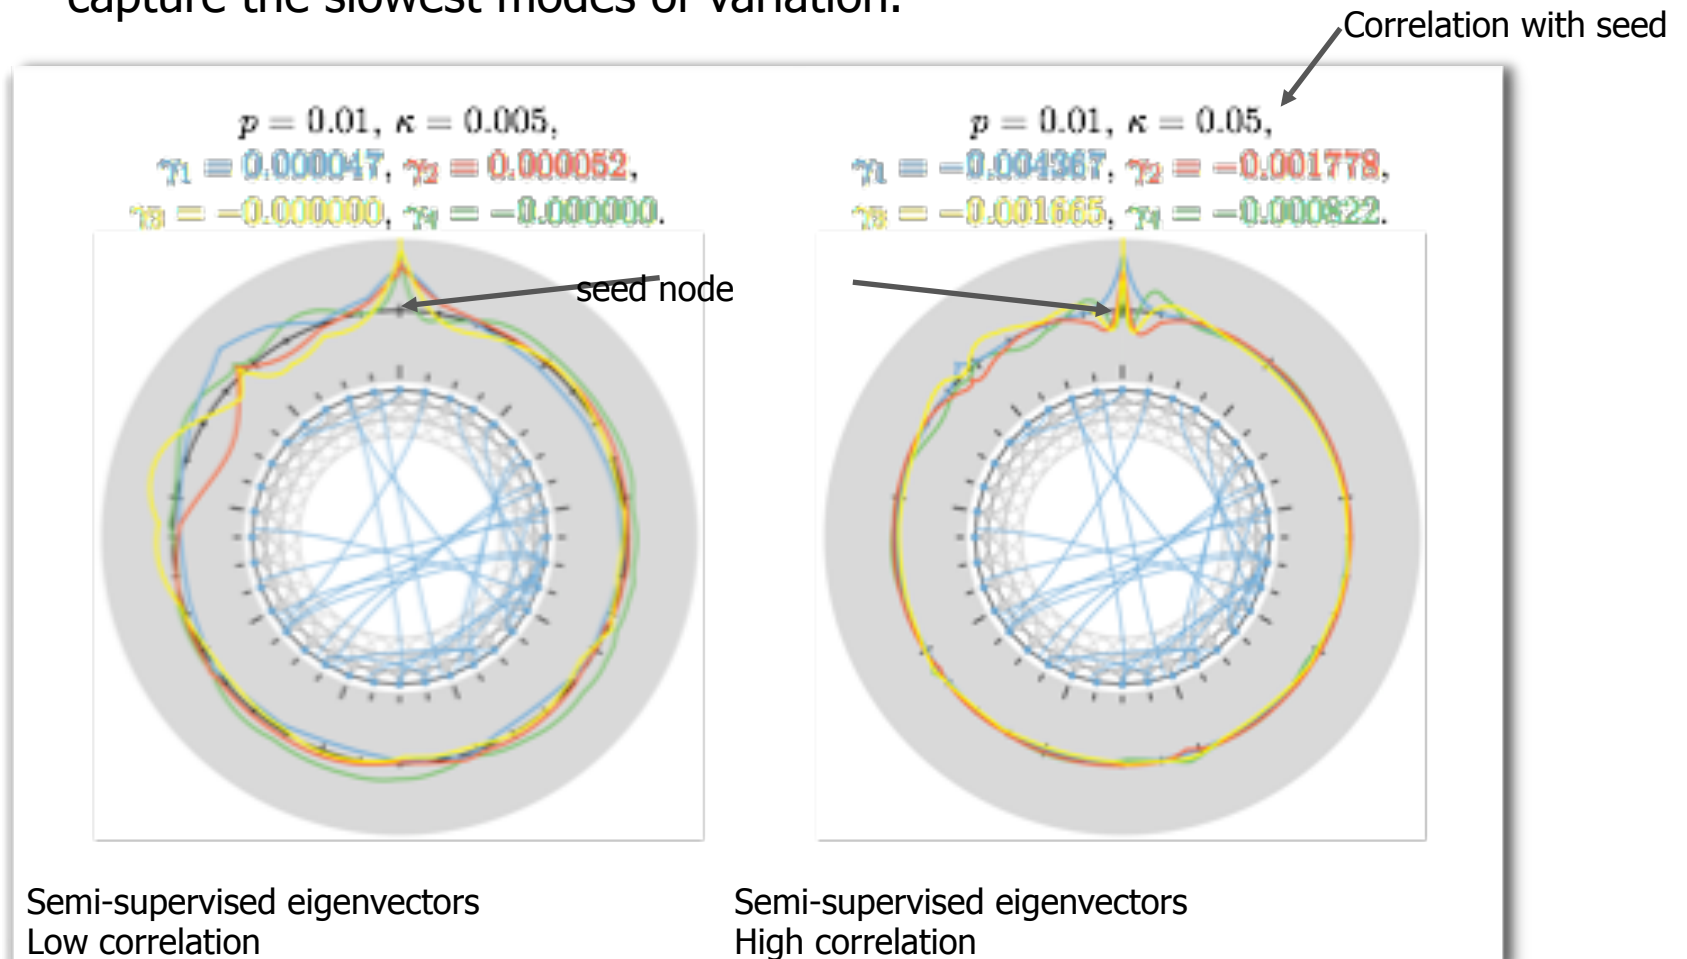 capture the slowest modes of variation.
Correlation with seed
p = 0.01, κ = 0.005,
γ1 = 0.000047, γ2 = 0.000052,
γ3 = −0.000000, γ4 = −0.000000.
p = 0.01, κ = 0.05,
γ1 = −0.004367, γ2 = −0.001778,
γ3 = −0.001665, γ4 = −0.000822.
seed node
Semi-supervised eigenvectors
Low correlation
Semi-supervised eigenvectors
High correlation